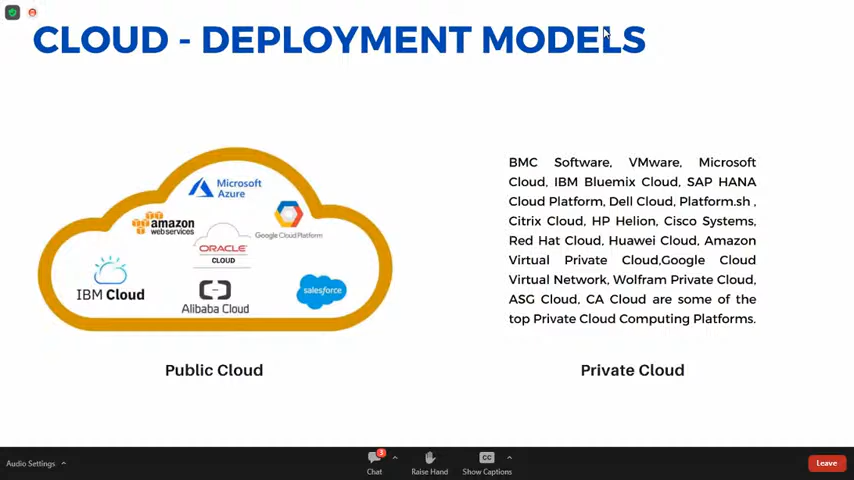 CLOUD - DEPLOYMENT MODELS
Microsoft
Azure
amazon
webservices
Google Cloud Platform
ORACLE
CLOUD
IBM Cloud
Alibaba Cloud
salesforce
Public Cloud
BMC Software, VMware, Microsoft
Cloud, IBM Bluemix Cloud, SAP HANA
Cloud Platform, Dell Cloud, Platform.sh ,
Citrix Cloud, HP Helion, Cisco Systems,
Red Hat Cloud, Huawei Cloud, Amazon
Virtual Private Cloud,Google Cloud
Virtual Network, Wolfram Private Cloud,
ASG Cloud, CA Cloud are some of the
top Private Cloud Computing Platforms.
Private Cloud
Audio Settings
3
Chat
Raise Hand
CC
Show Captions
Leave